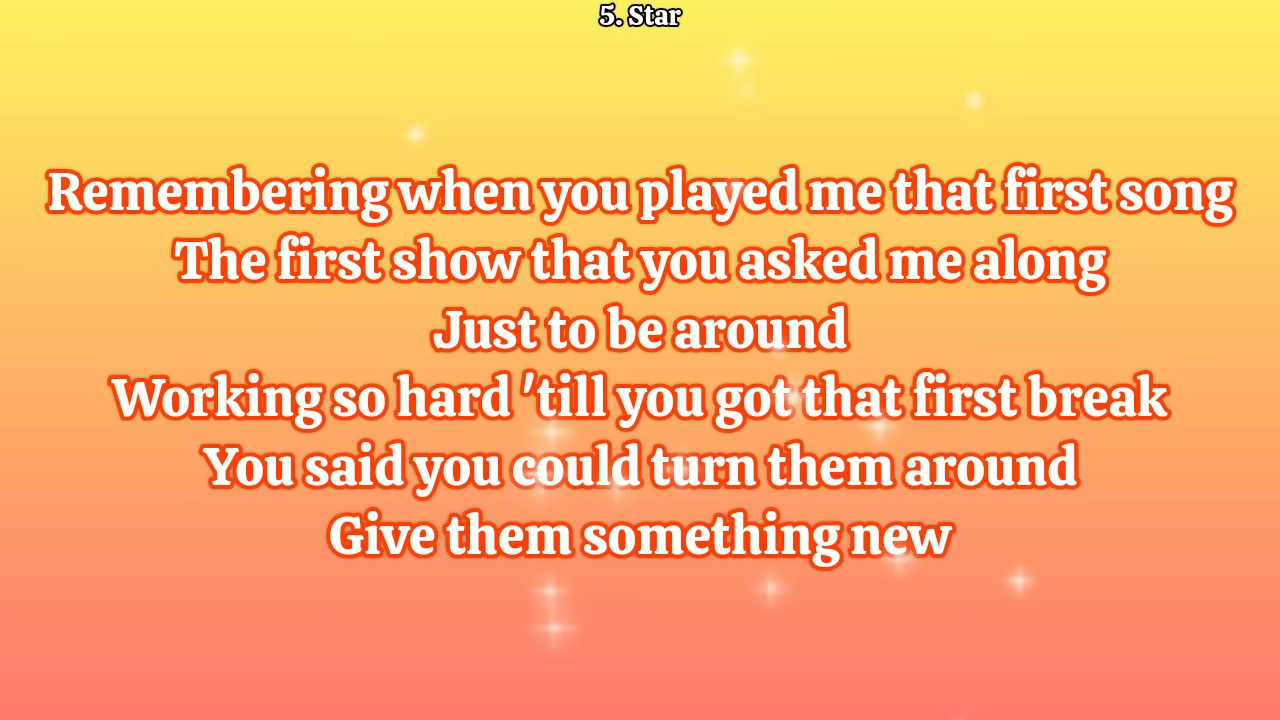 5. Star
Remembering when you played me that first song
The first show that you asked me along
Just to be around
Working so hard 'till you got that first break
You said you could turn them around
Give them something new